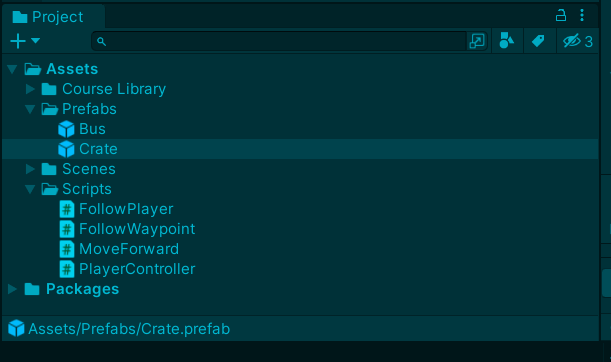 Project
3
Assets
Course Library
Prefabs
Bus
Crate
Scenes
Scripts
FollowPlayer
FollowWaypoint
MoveForward
PlayerController
Packages
Assets/Prefabs/Crate.prefab